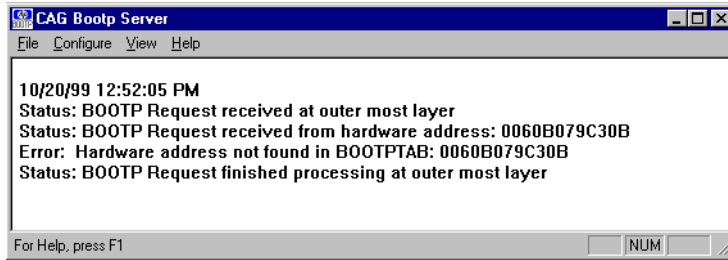 CAG Bootp Server
File Configure View Help
10/20/99 12:52:05 PM
Status: BOOTP Request received at outer most layer
Status: BOOTP Request received from hardware address: 0060B079C30B
Error: Hardware address not found in BOOTPTAB: 0060B079C30B
Status: BOOTP Request finished processing at outer most layer
For Help, press F1
NUM